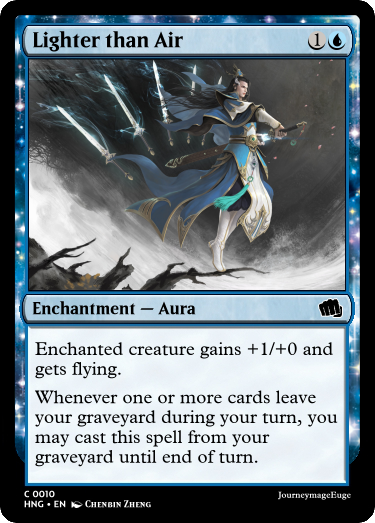 Lighter than Air 1
Enchantment — Aura
Enchanted creature gains +1/+0 and
gets flying.
Whenever one or more cards leave
your graveyard during your turn, you
may cast this spell from your
graveyard until end of turn.
C 0010
HNG • EN Chenbin Zheng
JourneymageEuge